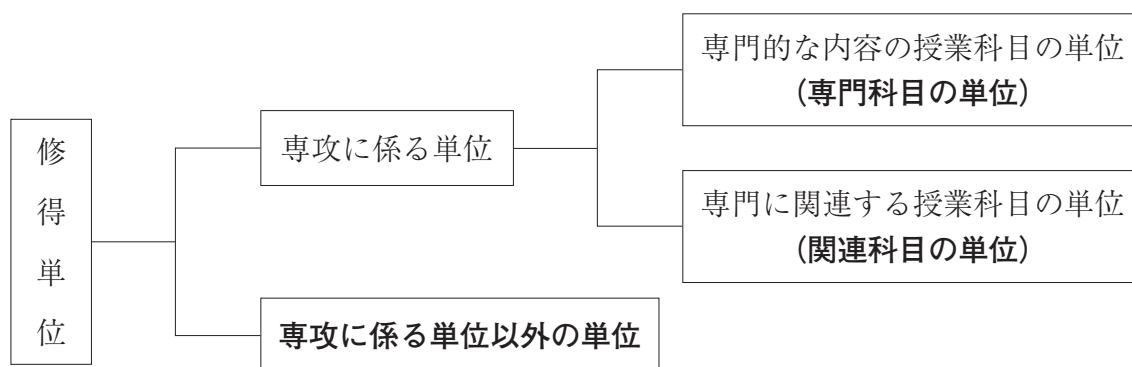 修得単位
専攻に係る単位
専門的な内容の授業科目の単位
(専門科目の単位)
専門に関連する授業科目の単位
(関連科目の単位)
専攻に係る単位以外の単位